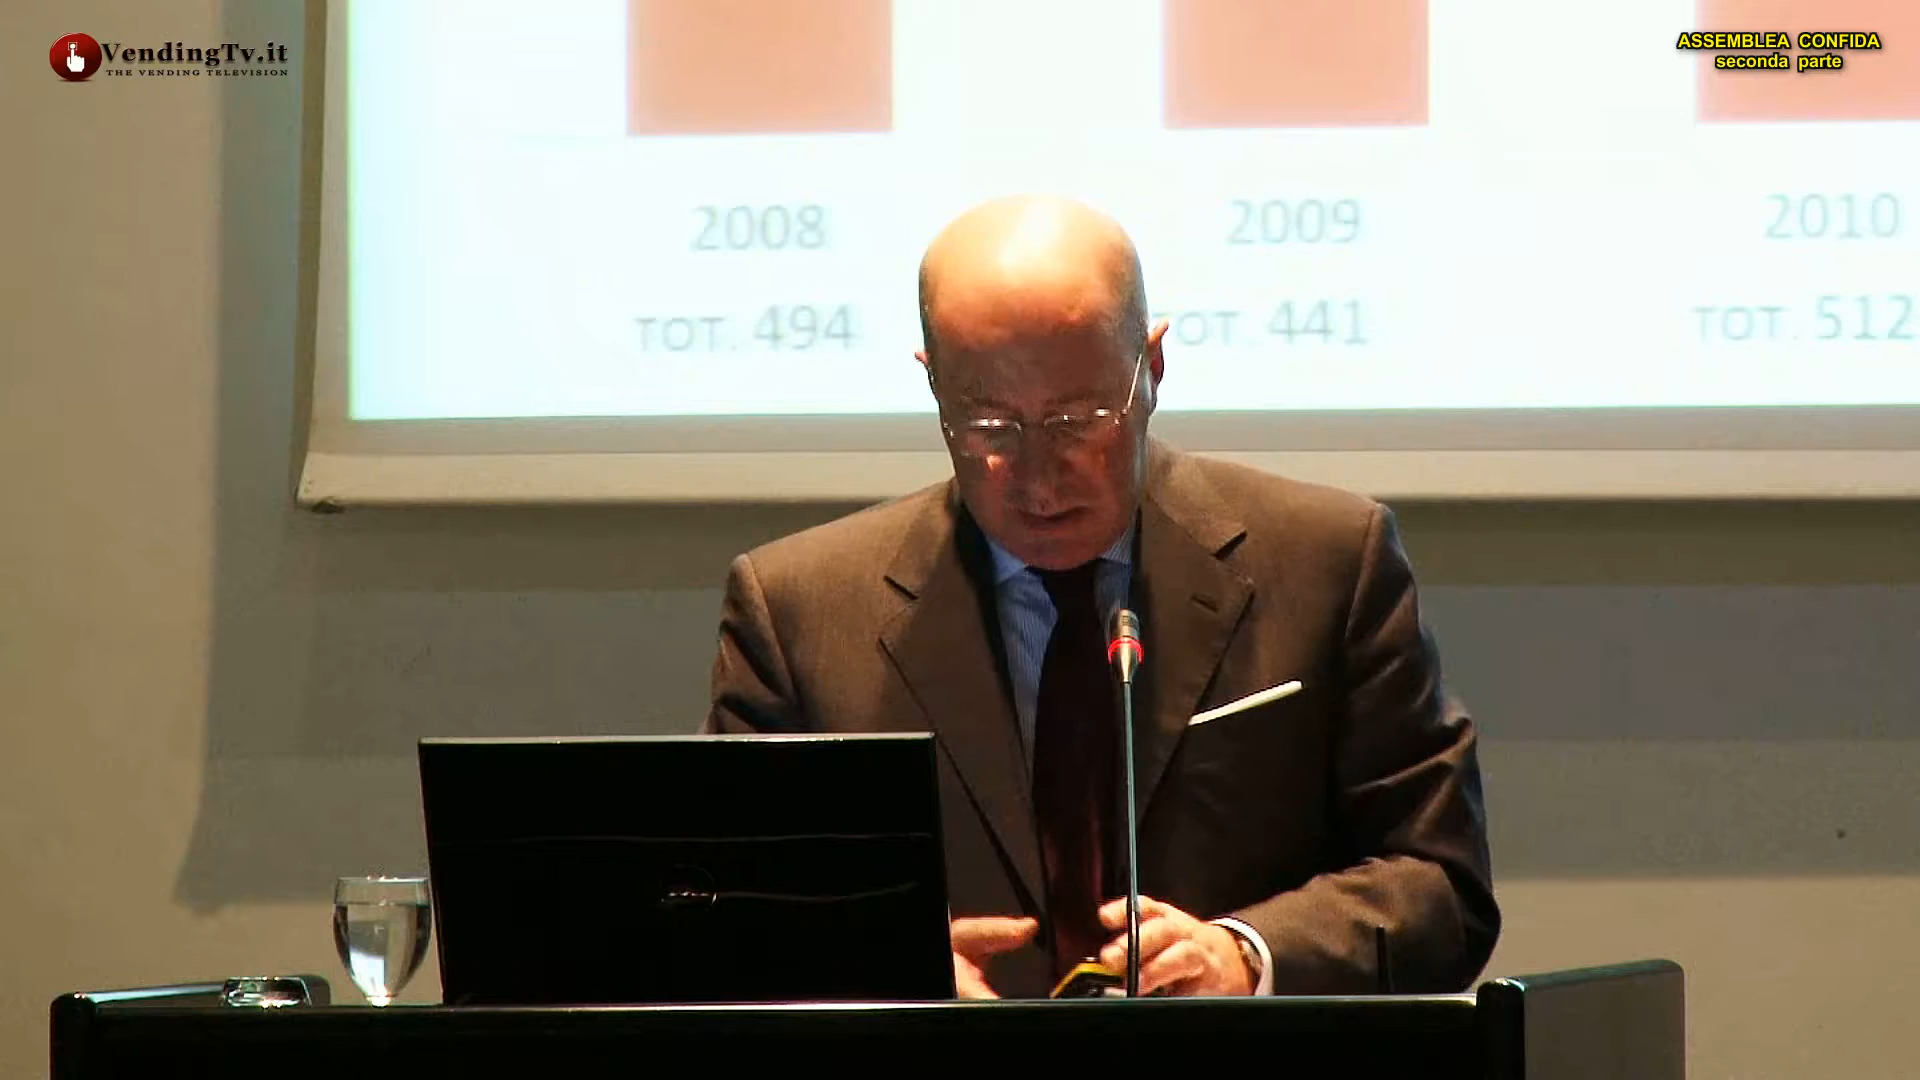 VendingTv.it
THE VENDING TELEVISION
ASSEMBLEA CONFIDA
seconda parte
2008
2009
2010
TOT. 494
TOT. 441
TOT. 512